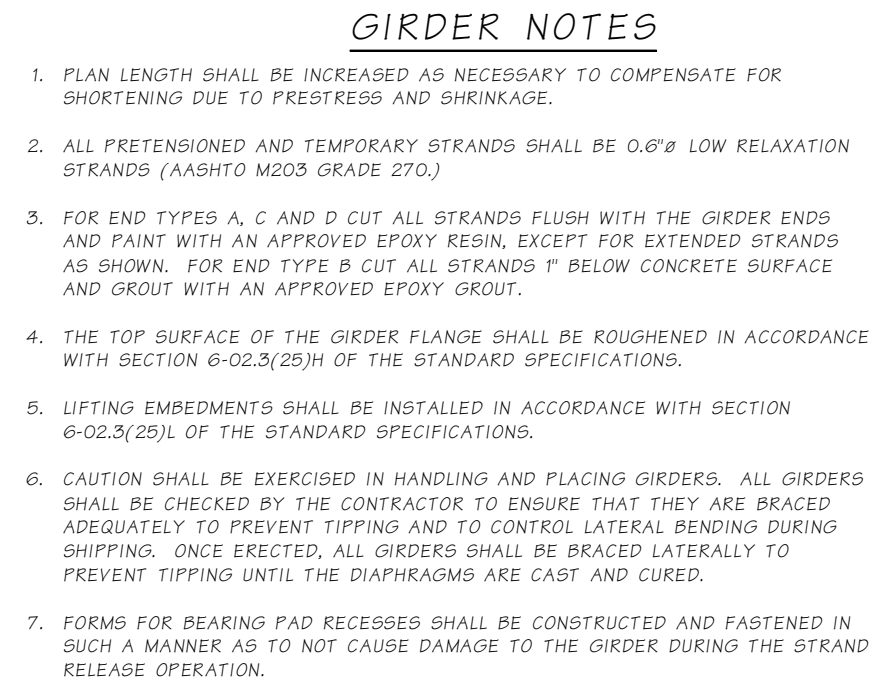 GIRDER NOTES
1. PLAN LENGTH SHALL BE INCREASED AS NECESSARY TO COMPENSATE FOR
SHORTENING DUE TO PRESTRESS AND SHRINKAGE.
2. ALL PRETENSIONED AND TEMPORARY STRANDS SHALL BE 0.6"ø LOW RELAXATION
STRANDS (AASHTO M203 GRADE 270.)
3. FOR END TYPES A, C AND D CUT ALL STRANDS FLUSH WITH THE GIRDER ENDS
AND PAINT WITH AN APPROVED EPOXY RESIN, EXCEPT FOR EXTENDED STRANDS
AS SHOWN. FOR END TYPE B CUT ALL STRANDS 1" BELOW CONCRETE SURFACE
AND GROUT WITH AN APPROVED EPOXY GROUT.
4. THE TOP SURFACE OF THE GIRDER FLANGE SHALL BE ROUGHENED IN ACCORDANCE
WITH SECTION 6-02.3(25)H OF THE STANDARD SPECIFICATIONS.
5. LIFTING EMBEDMENTS SHALL BE INSTALLED IN ACCORDANCE WITH SECTION
6-02.3(25)L OF THE STANDARD SPECIFICATIONS.
6. CAUTION SHALL BE EXERCISED IN HANDLING AND PLACING GIRDERS. ALL GIRDERS
SHALL BE CHECKED BY THE CONTRACTOR TO ENSURE THAT THEY ARE BRACED
ADEQUATELY TO PREVENT TIPPING AND TO CONTROL LATERAL BENDING DURING
SHIPPING. ONCE ERECTED, ALL GIRDERS SHALL BE BRACED LATERALLY TO
PREVENT TIPPING UNTIL THE DIAPHRAGMS ARE CAST AND CURED.
7. FORMS FOR BEARING PAD RECESSES SHALL BE CONSTRUCTED AND FASTENED IN
SUCH A MANNER AS TO NOT CAUSE DAMAGE TO THE GIRDER DURING THE STRAND
RELEASE OPERATION.